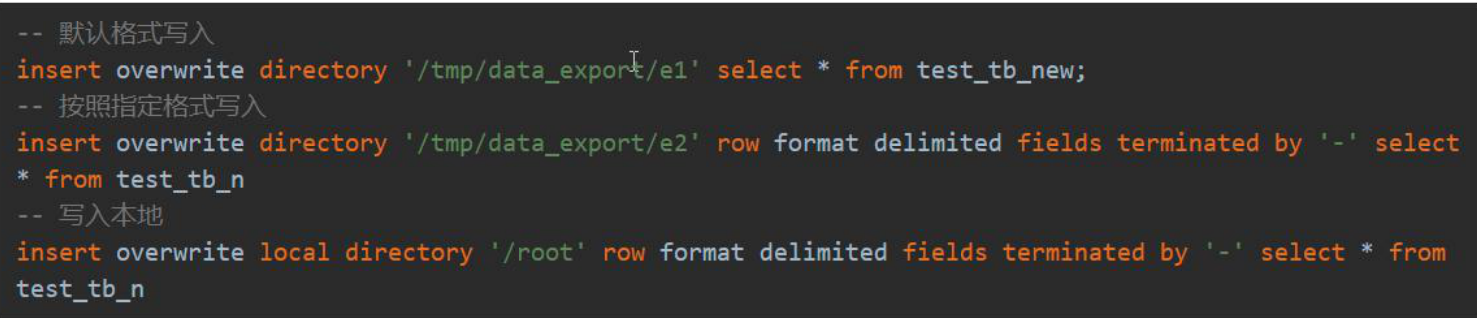 -- 默认格式写入
insert overwrite directory '/tmp/data_export/e1' select * from test_tb_new;
-- 按照指定格式写入
insert overwrite directory '/tmp/data_export/e2' row format delimited fields terminated by '-' select
* from test_tb_n
-- 写入本地
insert overwrite local directory '/root' row format delimited fields terminated by '-' select * from
test_tb_n